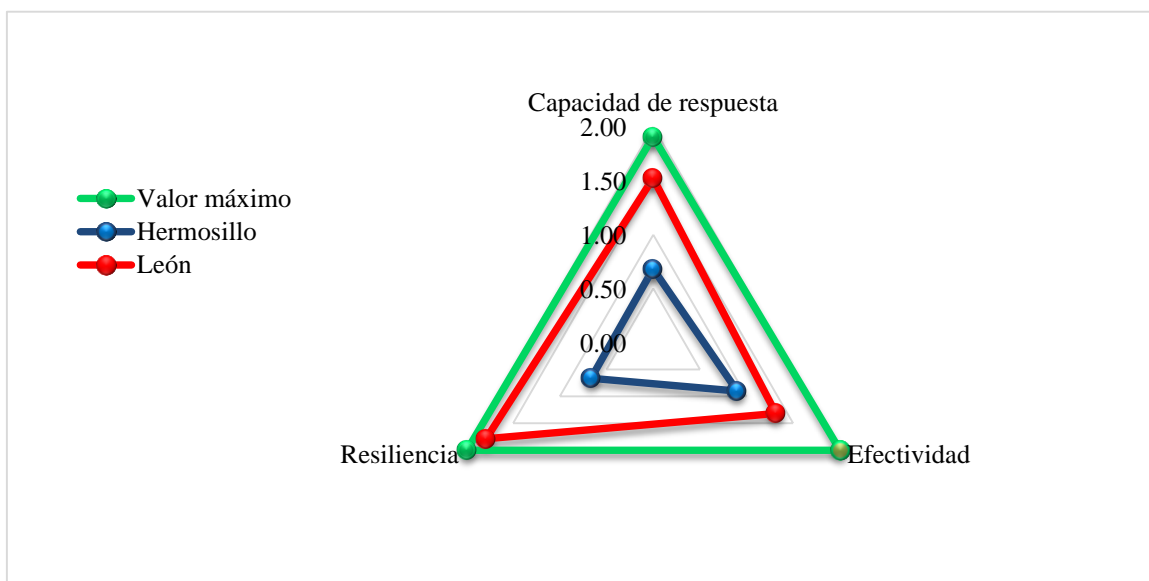 Capacidad de respuesta
2.00
1.50
1.00
0.50
0.00
Valor máximo
Hermosillo
León
Resiliencia
Efectividad